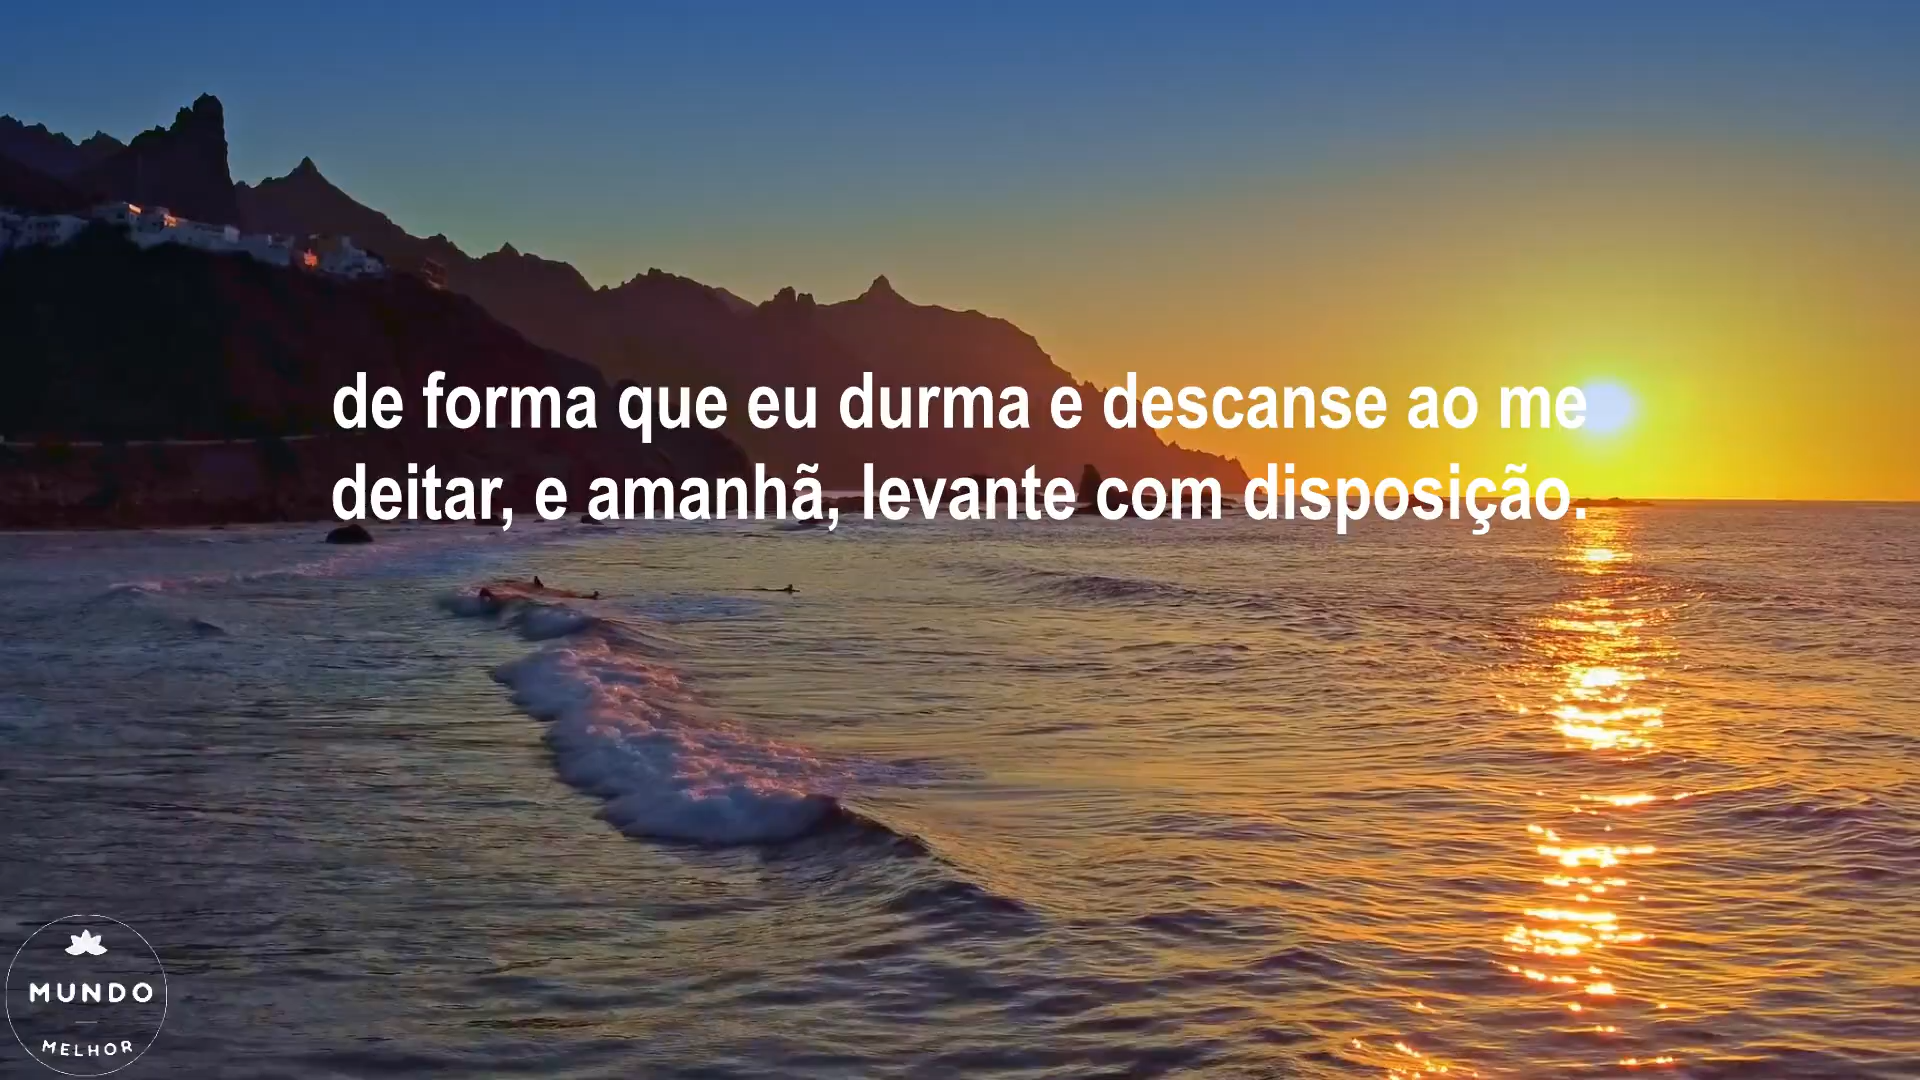 de forma que eu durma e descanse ao me
deitar, e amanhã, levante com disposição.
MUNDO
MELHOR